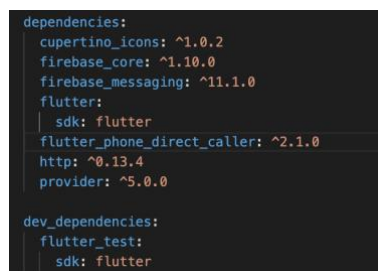 dependencies:
cupertino_icons: ^1.0.2
firebase_core: ^1.10.0
firebase_messaging: ^11.1.0
flutter:
sdk: flutter
flutter_phone_direct_caller: ^2.1.0
http: ^0.13.4
provider: ^5.0.0
dev_dependencies:
flutter_test:
sdk: flutter